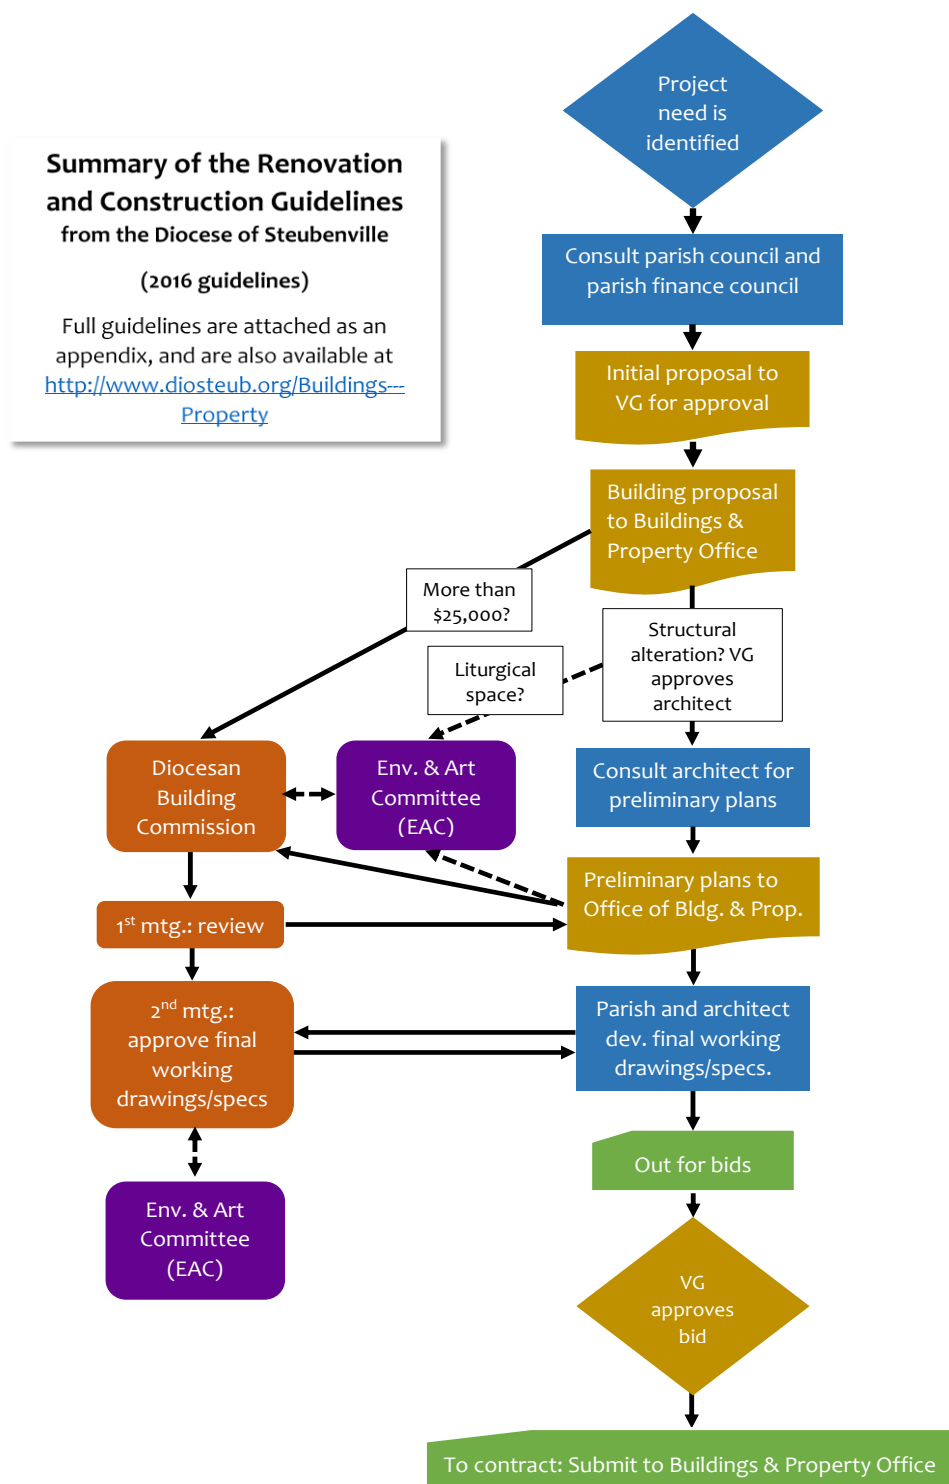 Project
need is
identified
Summary of the Renovation
and Construction Guidelines
from the Diocese of Steubenville
(2016 guidelines)
Full guidelines are attached as an
appendix, and are also available at
http://www.diosteub.org/Buildings---
Property
Consult parish council and
parish finance council
Initial proposal to
VG for approval
Building proposal
to Buildings &
Property Office
More than
$25,000?
Structural
alteration? VG
approves
architect
Liturgical
space?
Diocesan
Building
Commission
Env. & Art
Committee
(EAC)
Consult architect for
preliminary plans
Preliminary plans to
Office of Bldg. & Prop.
1st mtg.: review
2nd mtg.:
approve final
working
drawings/specs
Parish and architect
dev. final working
drawings/specs.
Out for bids
Env. & Art
Committee
(EAC)
VG
approves
bid
To contract: Submit to Buildings & Property Office